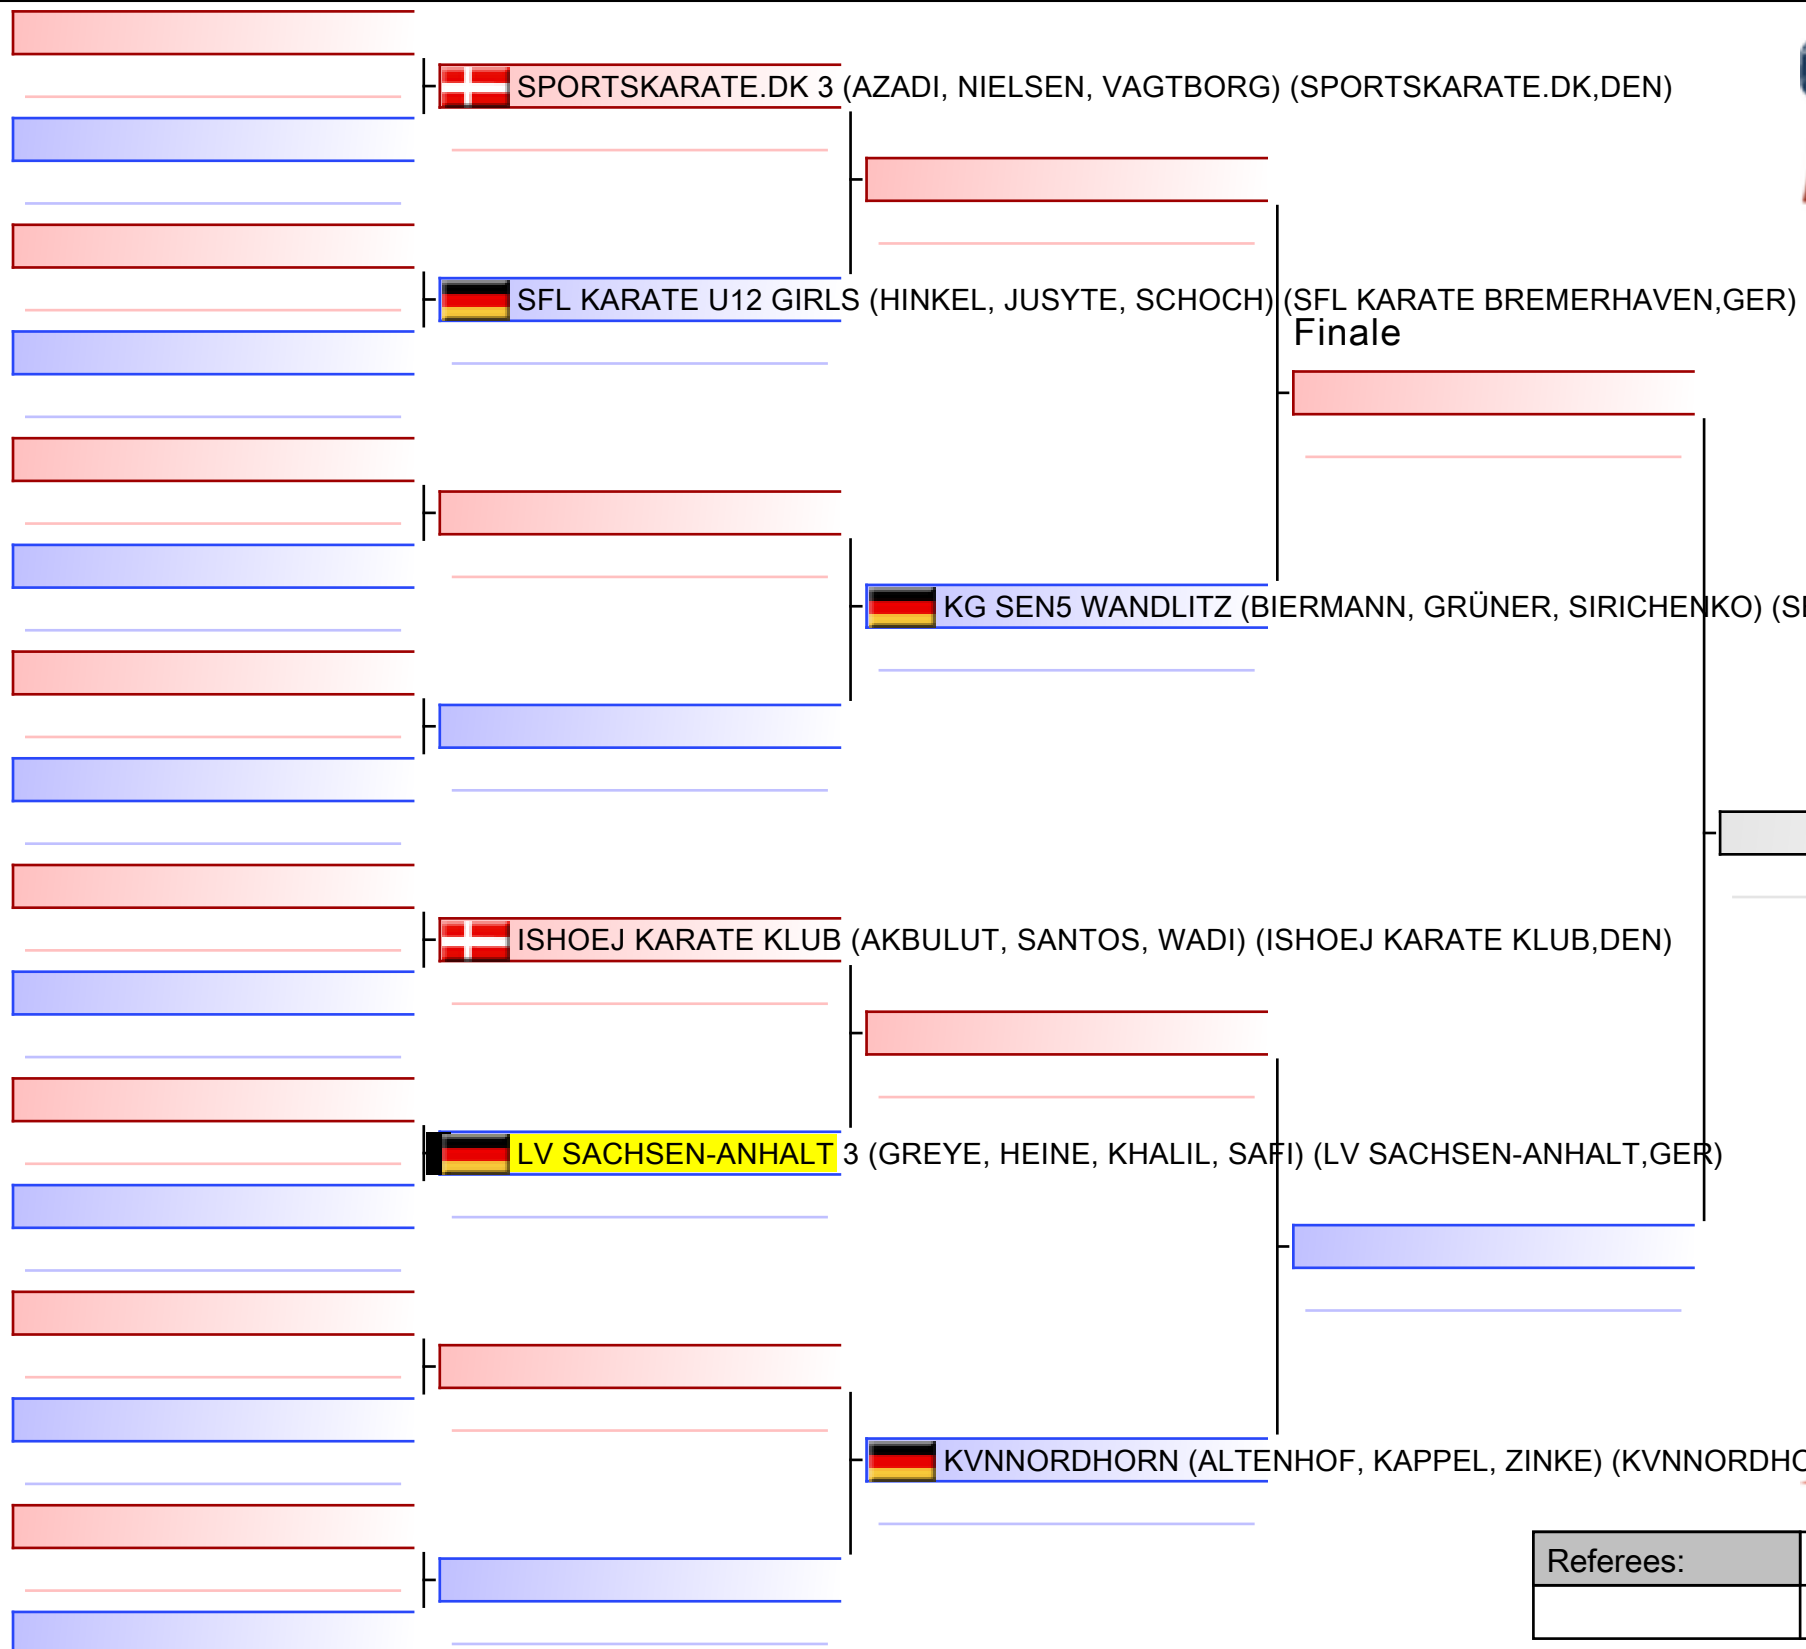 SPORTSKARATE.DK 3 (AZADI, NIELSEN, VAGTBORG) (SPORTSKARATE.DK,DEN)
SFL KARATE U12 GIRLS (HINKEL, JUSYTE, SCHOCH) (SFL KARATE BREMERHAVEN,GER)
Finale
KG SEN5 WANDLITZ (BIERMANN, GRÜNER, SIRICHENKO)
ISHOEJ KARATE KLUB (AKBULUT, SANTOS, WADI) (ISHOEJ KARATE KLUB,DEN)
LV SACHSEN-ANHALT 3 (GREYE, HEINE, KHALIL, SAFI) (LV SACHSEN-ANHALT,GER)
KVNNORDHORN (ALTENHOF, KAPPEL, ZINKE)
Referees: